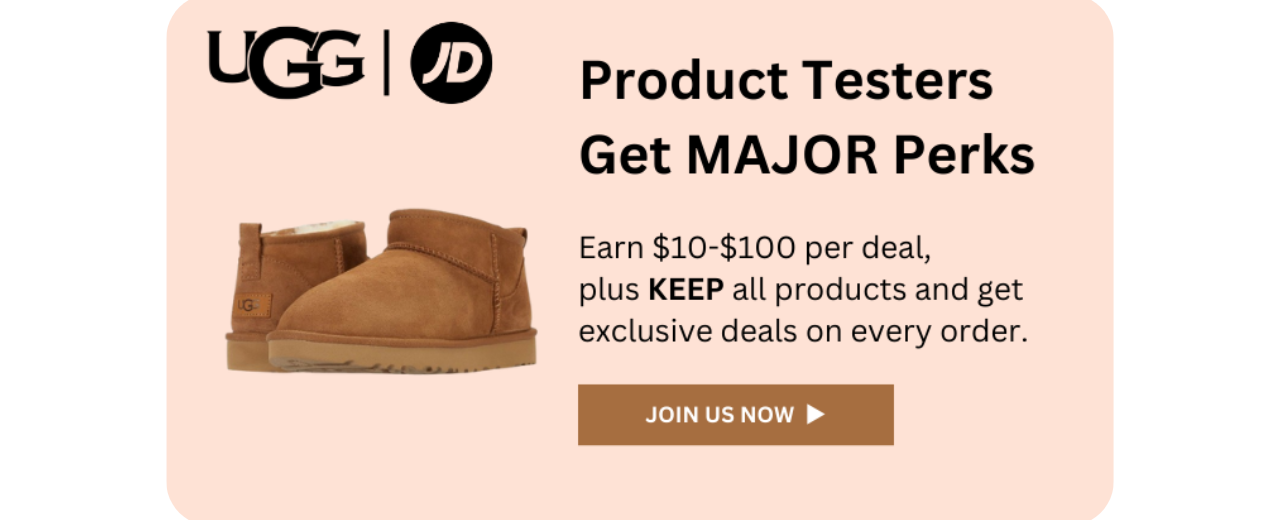 UGG | JD
Product Testers
Get MAJOR Perks
Earn $10-$100 per deal,
plus KEEP all products and get
exclusive deals on every order.
JOIN US NOW
UGG